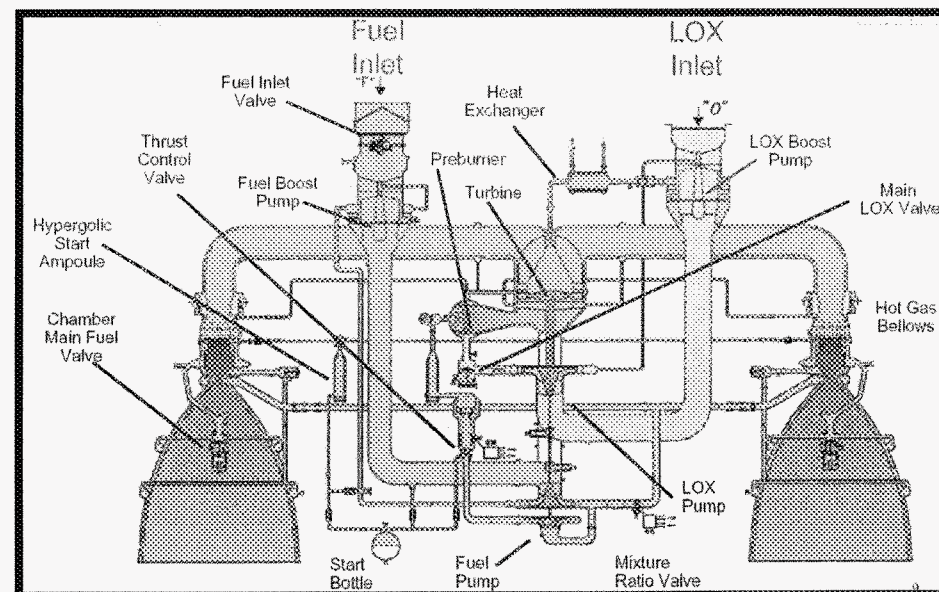 Fuel
Inlet
"F"
LOX
Inlet
"O"
Fuel Inlet
Valve
Heat
Exchanger
Thrust
Control
Valve
Preburner
LOX Boost
Pump
Fuel Boost
Pump
Turbine
Main
LOX Valve
Hypergolic
Start
Ampoule
Chamber
Main Fuel
Valve
Hot Gas
Bellows
LOX
Pump
Start
Bottle
Fuel
Pump
Mixture
Ratio Valve